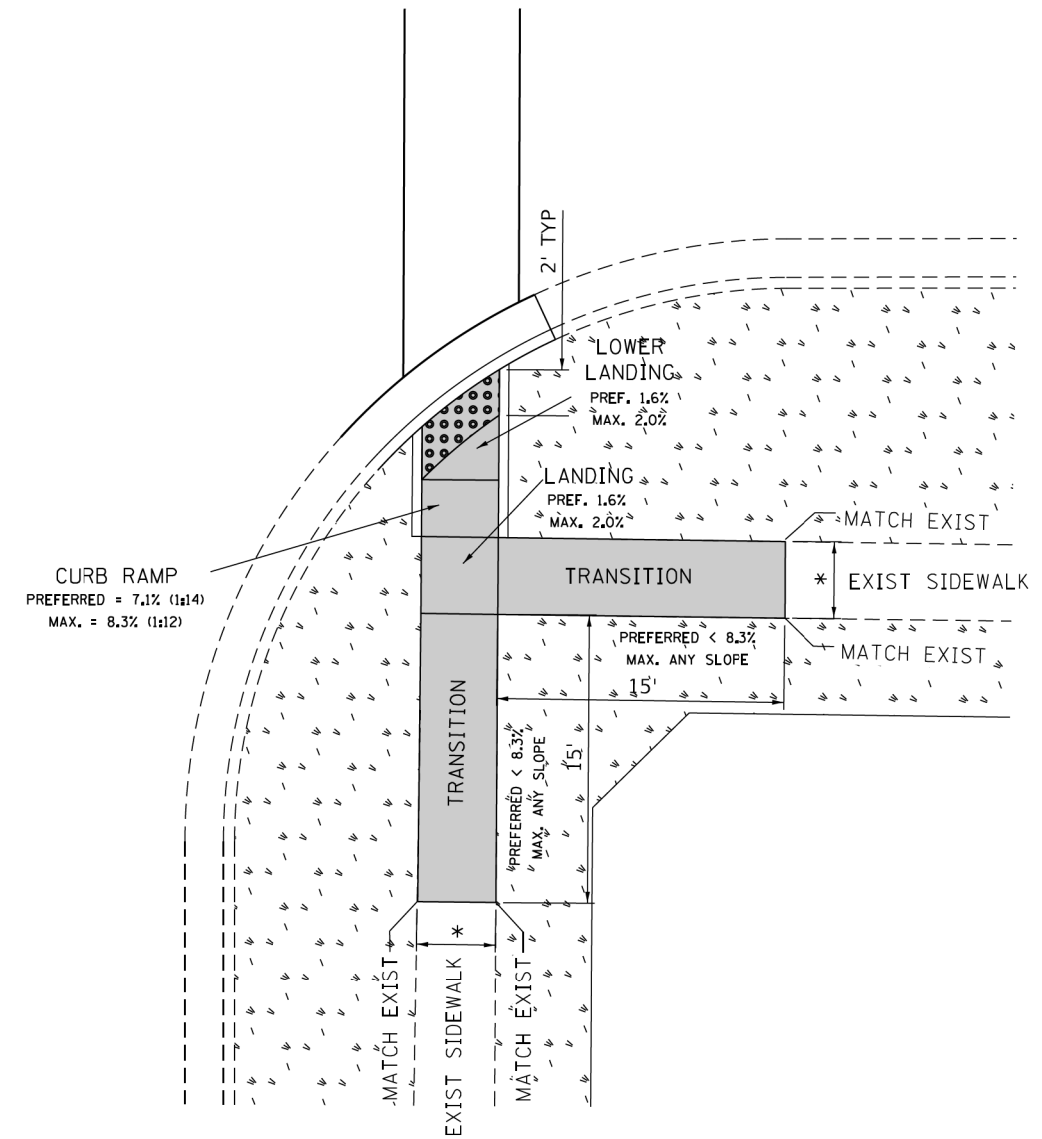 2' TYP
LOWER
LANDING
PREF. 1.6%
MAX. 2.0%
LANDING
PREF. 1.6%
MAX. 2.0%
MATCH EXIST
CURB RAMP
PREFERRED = 7.1% (1:14)
MAX. = 8.3% (1:12)
TRANSITION
* EXIST SIDEWALK
PREFERRED < 8.3%
MAX. ANY SLOPE
MATCH EXIST
15'
TRANSITION
PREFERRED < 8.3%
MAX. ANY SLOPE
15'
*
MATCH EXIST
EXIST SIDEWALK
MATCH EXIST